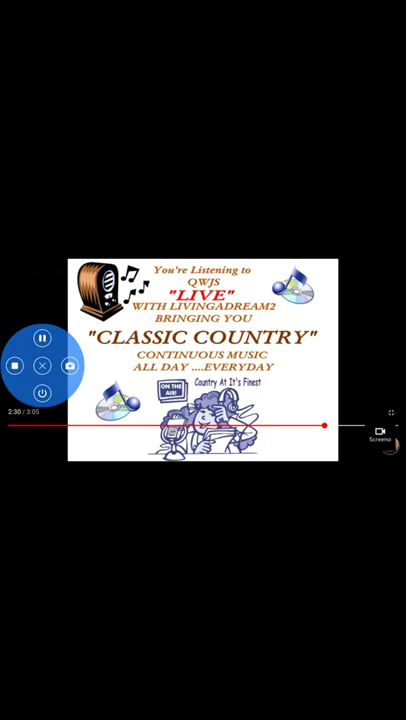 You're Listening to
QWJS
"LIVE"
WITH LIVINGADREAM2
BRINGING YOU
"CLASSIC COUNTRY"
CONTINUOUS MUSIC
ALL DAY ....EVERYDAY
ON THE
AIR!
Country At It's Finest
2:30 / 3:05
Screeno